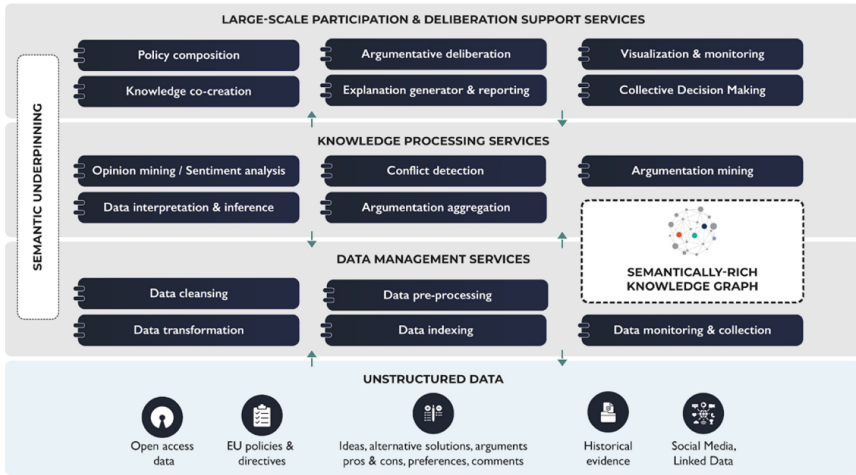 LARGE-SCALE PARTICIPATION & DELIBERATION SUPPORT SERVICES
Policy composition
Argumentative deliberation
Visualization & monitoring
Knowledge co-creation
Explanation generator & reporting
Collective Decision Making
SEMANTIC UNDERPINNING
KNOWLEDGE PROCESSING SERVICES
Opinion mining / Sentiment analysis
Conflict detection
Argumentation mining
Data interpretation & inference
Argumentation aggregation
SEMANTICALLY-RICH
KNOWLEDGE GRAPH
DATA MANAGEMENT SERVICES
Data cleansing
Data pre-processing
Data transformation
Data indexing
Data monitoring & collection
UNSTRUCTURED DATA
Open access
data
EU policies &
directives
Ideas, alternative solutions, arguments
pros & cons, preferences, comments
Historical
evidence
Social Media,
Linked Data